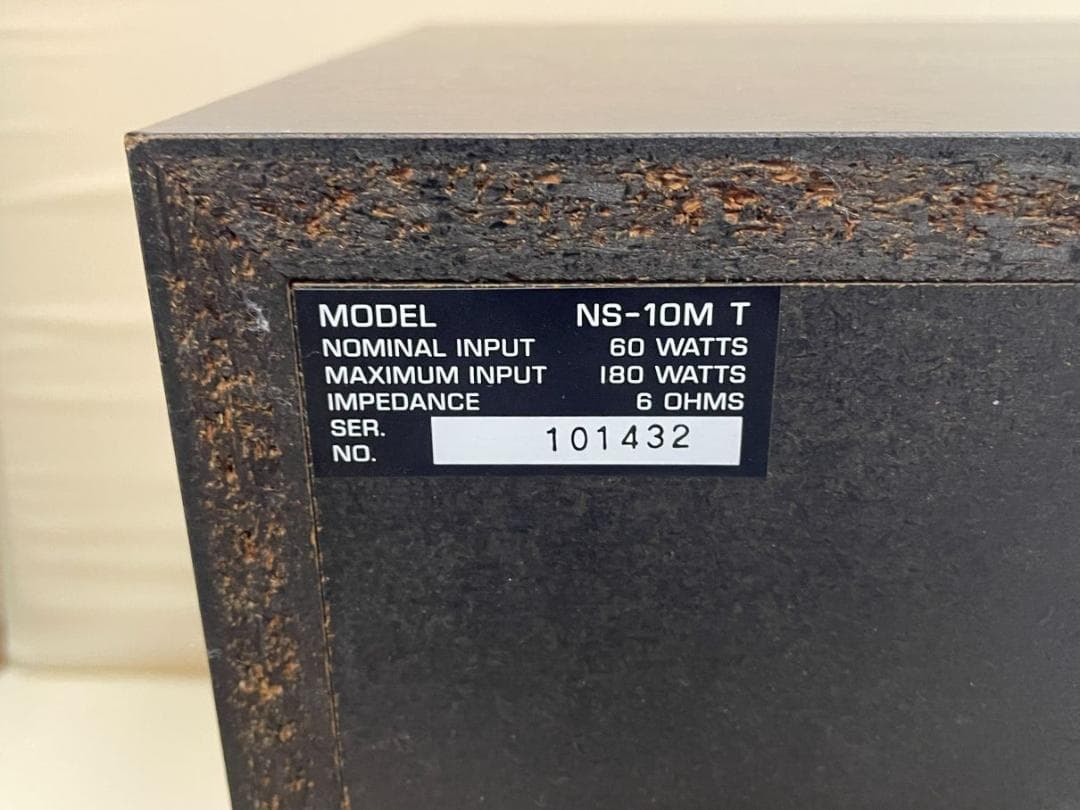 MODEL NS-10M T
NOMINAL INPUT 60 WATTS
MAXIMUM INPUT 180 WATTS
IMPEDANCE 6 OHMS
SER.
NO. 101432